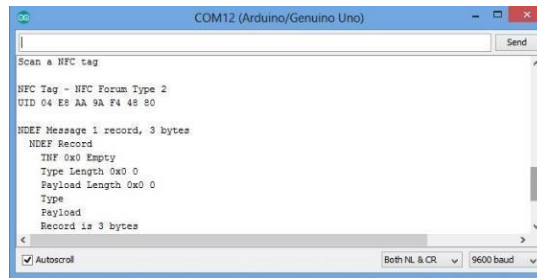 COM12 (Arduino/Genuino Uno)
Send
Scan a NFC tag
NFC Tag - NFC Forum Type 2
UID 04 E8 AA 9A F4 48 80
NDEF Message 1 record, 3 bytes
NDEF Record
TNF 0x0 Empty
Type Length 0x0 0
Payload Length 0x0 0
Type
Payload
Record is 3 bytes
Autoscroll
Both NL & CR
9600 baud